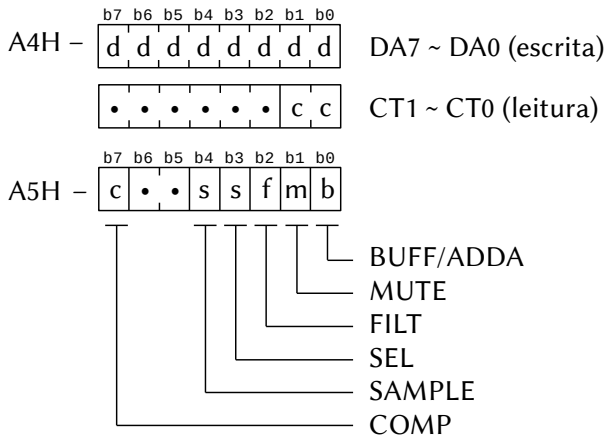 b7 b6 b5 b4 b3 b2 b1 b0
A4H – d d d d d d d d DA7 ~ DA0 (escrita)
• • • • • • c c CT1 ~ CT0 (leitura)
b7 b6 b5 b4 b3 b2 b1 b0
A5H – c • • s s f m b
BUFF/ADDA
MUTE
FILT
SEL
SAMPLE
COMP